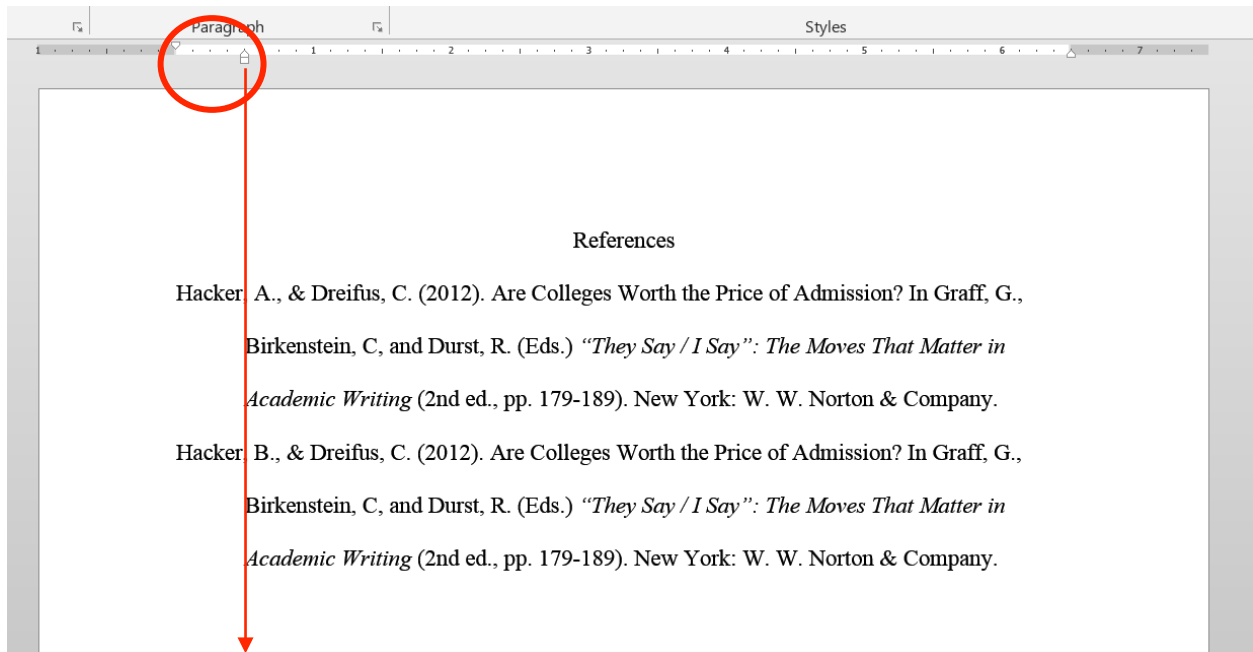 Paragraph Styles
1 1 2 3 4 5 6 7
References
Hacker, A., & Dreifus, C. (2012). Are Colleges Worth the Price of Admission? In Graff, G.,
Birkenstein, C, and Durst, R. (Eds.) “They Say / I Say”: The Moves That Matter in
Academic Writing (2nd ed., pp. 179-189). New York: W. W. Norton & Company.
Hacker, B., & Dreifus, C. (2012). Are Colleges Worth the Price of Admission? In Graff, G.,
Birkenstein, C, and Durst, R. (Eds.) “They Say / I Say”: The Moves That Matter in
Academic Writing (2nd ed., pp. 179-189). New York: W. W. Norton & Company.